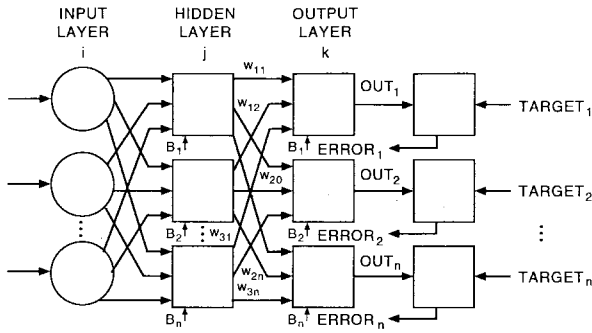 INPUT LAYER i
HIDDEN LAYER j
OUTPUT LAYER k
w11
w12
OUT1
TARGET1
B1
B1
ERROR1
w20
OUT2
TARGET2
B2
w31
B2
ERROR2
w2n
OUTn
TARGETn
w3n
Bn
Bn
ERRORn